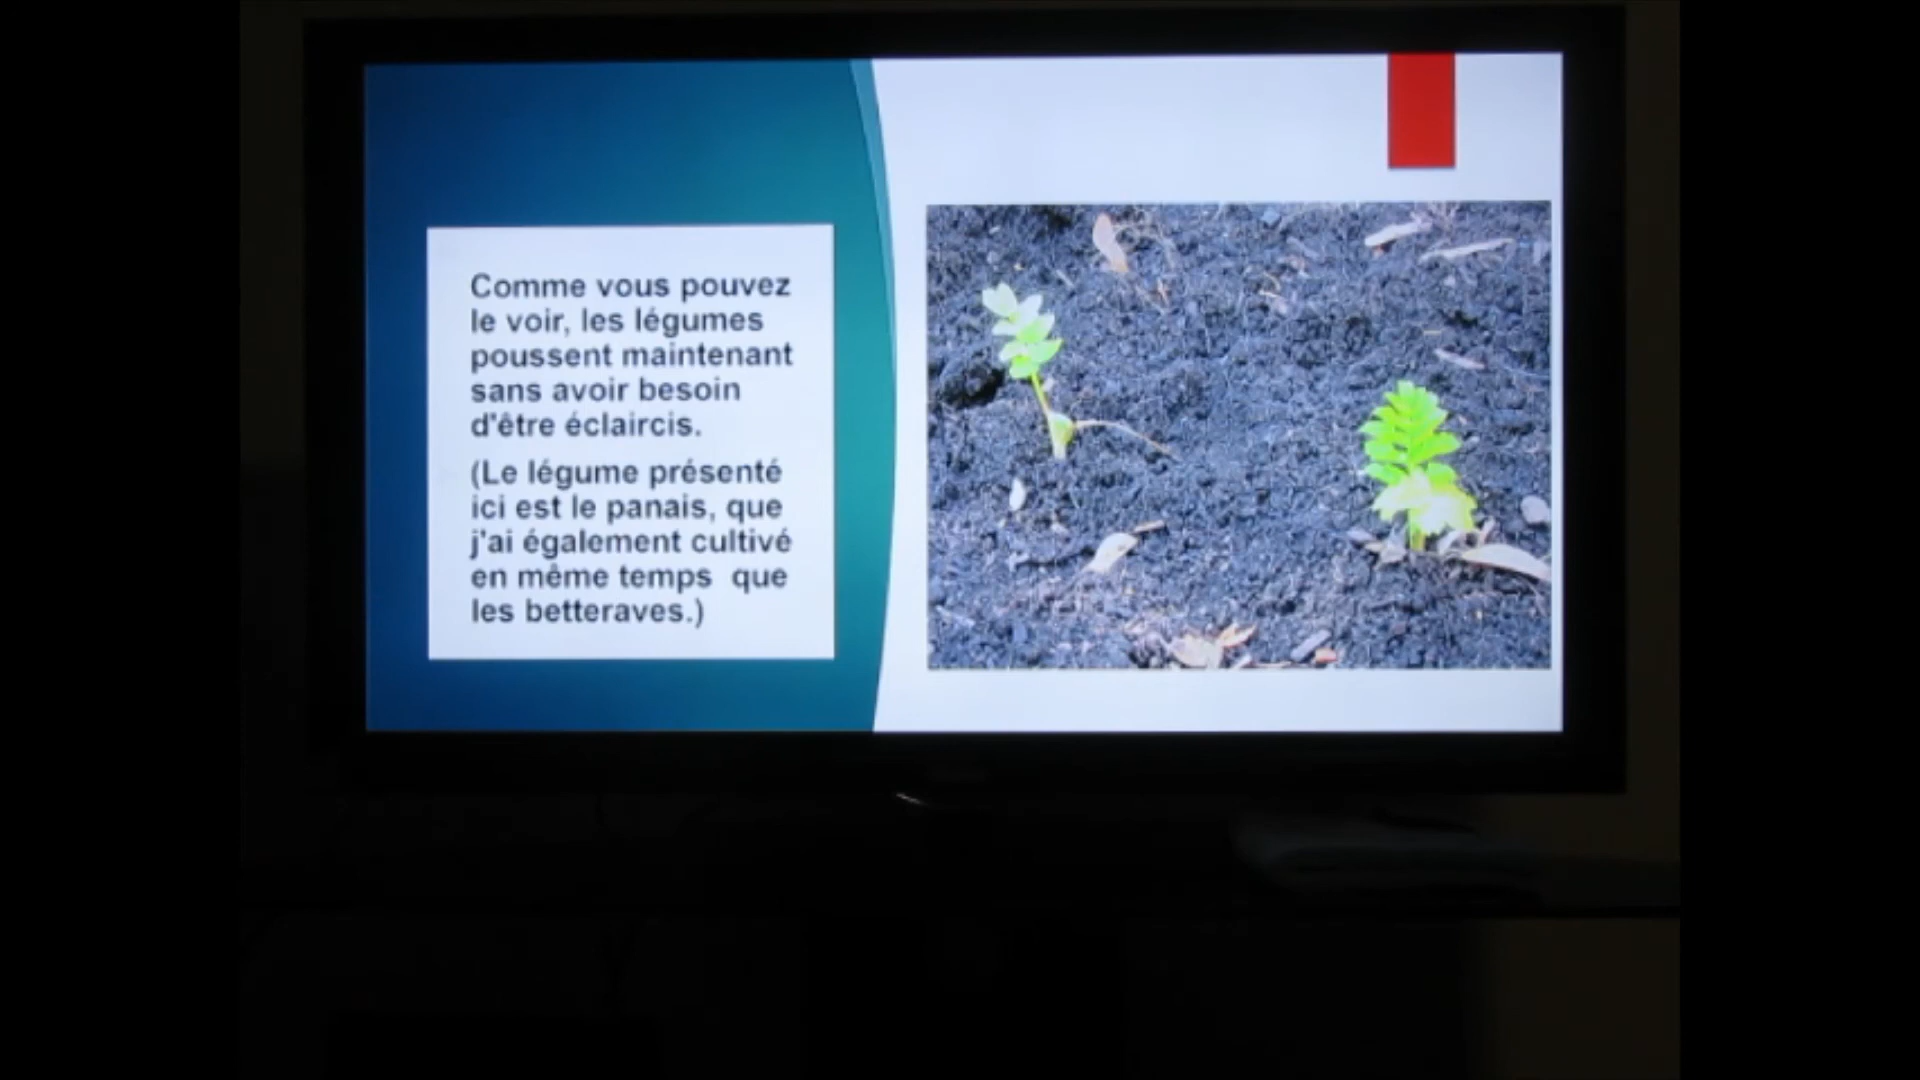 Comme vous pouvez
le voir, les légumes
poussent maintenant
sans avoir besoin
d'être éclaircis.
(Le légume présenté
ici est le panais, que
j'ai également cultivé
en même temps que
les betteraves.)